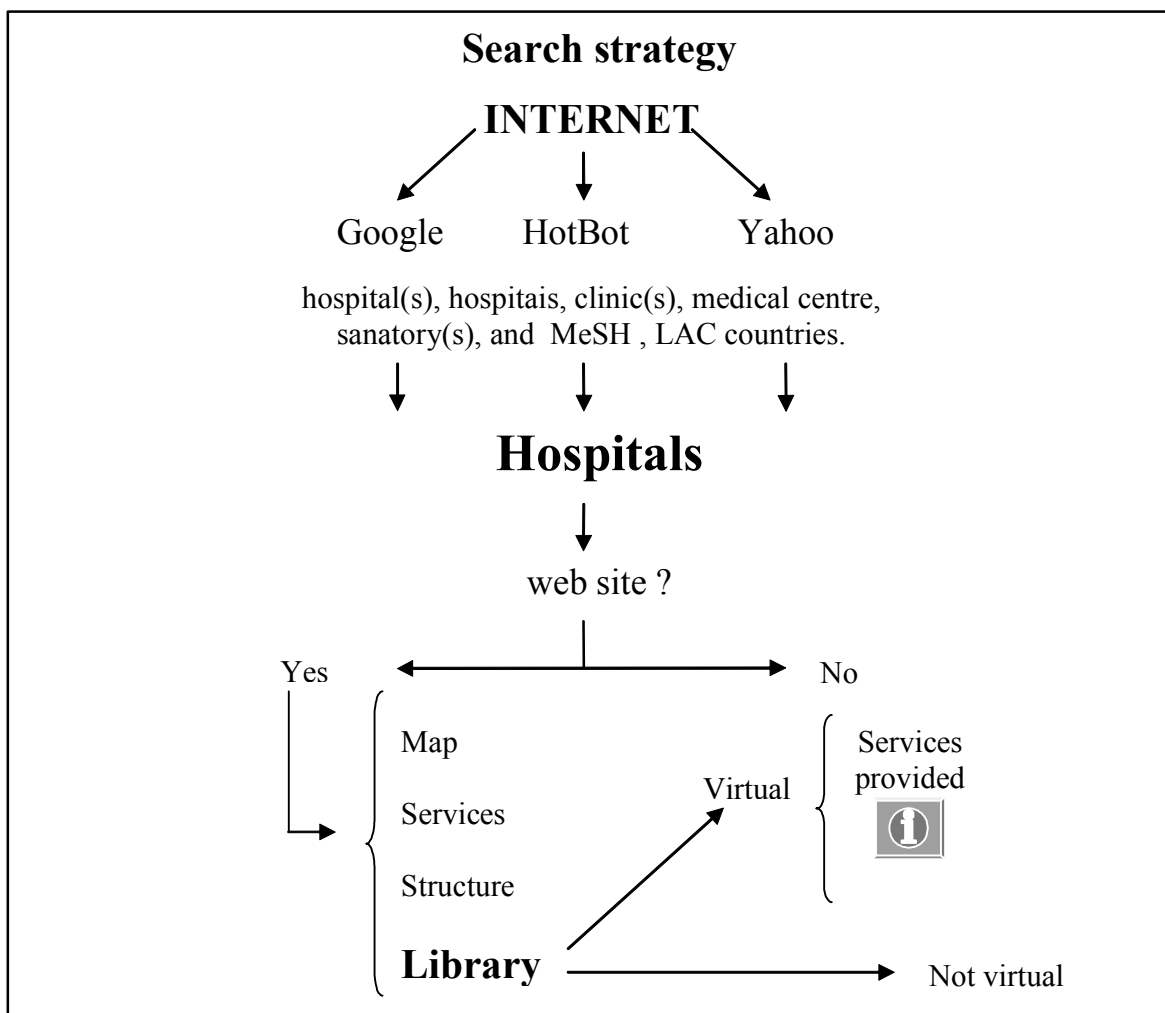 Search strategy
INTERNET
Google HotBot Yahoo
hospital(s), hospitais, clinic(s), medical centre,
sanatory(s), and MeSH , LAC countries.
Hospitals
web site ?
Yes
No
Map
Services
Structure
Library
Virtual
Services
provided
i
Not virtual